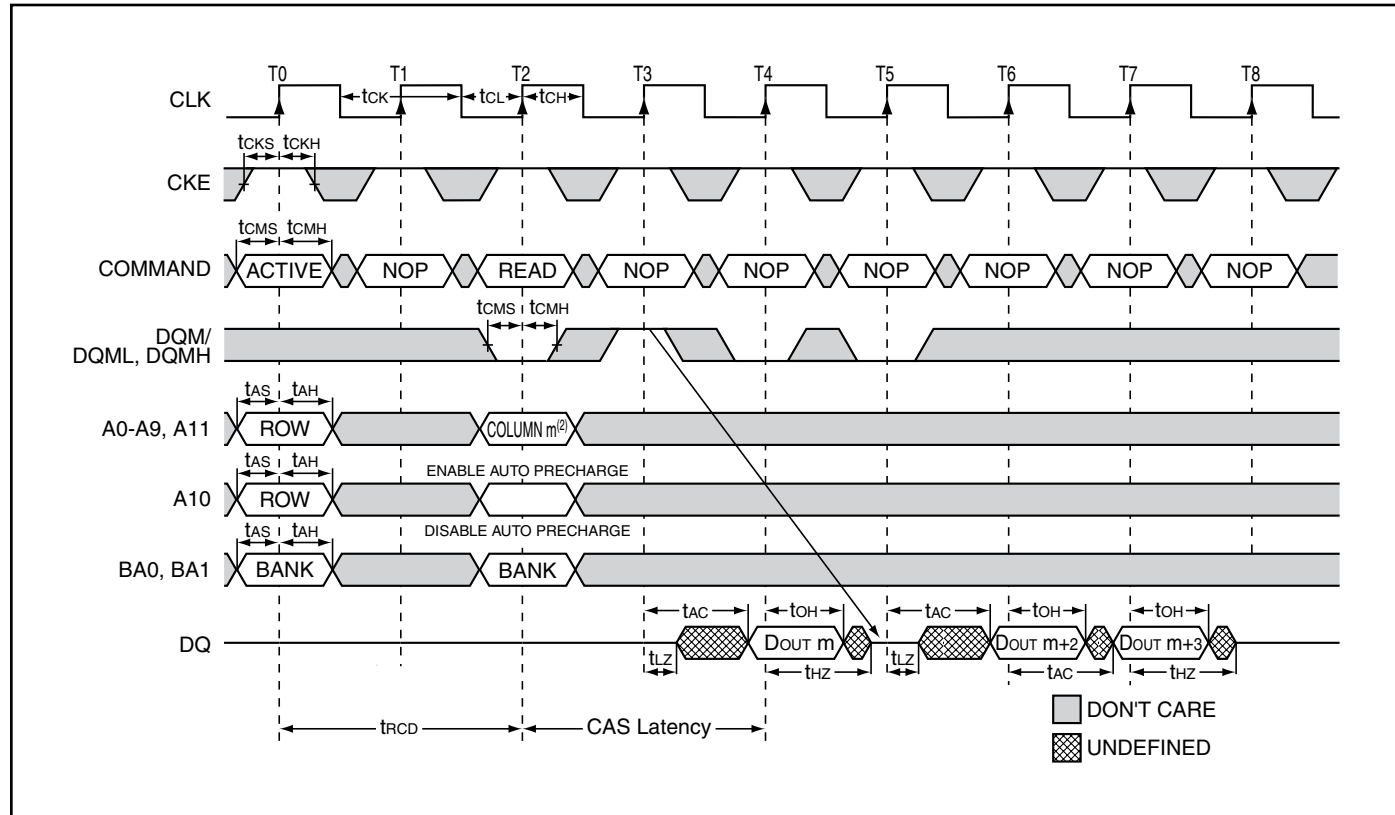 T0 T1 T2 T3 T4 T5 T6 T7 T8
CLK tCK tCL tCH
tCKS tCKH
CKE
tCMS tCMH
COMMAND ACTIVE NOP READ NOP NOP NOP NOP NOP NOP
tCMS tCMH
DQM/
DQML, DQMH
tAS tAH
A0-A9, A11 ROW COLUMN m(2)
tAS tAH ENABLE AUTO PRECHARGE
A10 ROW
tAS tAH DISABLE AUTO PRECHARGE
BA0, BA1 BANK BANK
tAC tOH tAC tOH tOH
DQ DOUT m DOUT m+2 DOUT m+3
tLZ tHZ tLZ tAC tHZ
DON'T CARE
tRCD CAS Latency
UNDEFINED